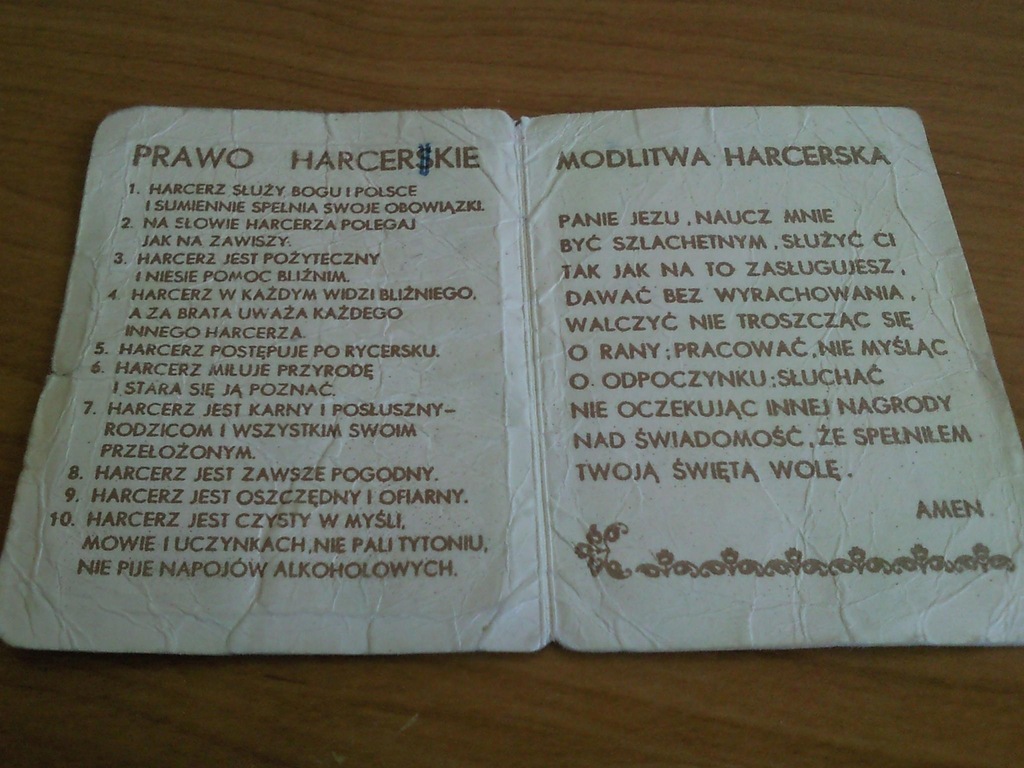 PRAWO HARCERSKIE
1. HARCERZ SŁUŻY BOGU I POLSCE
I SUMIENNIE SPEŁNIA SWOJE OBOWIĄZKI.
2. NA SŁOWIE HARCERZA POLEGAJ
JAK NA ZAWISZY.
3. HARCERZ JEST POŻYTECZNY
I NIESIE POMOC BLIŹNIM.
4. HARCERZ W KAŻDYM WIDZI BLIŹNIEGO,
A ZA BRATA UWAŻA KAŻDEGO
INNEGO HARCERZA.
5. HARCERZ POSTĘPUJE PO RYCERSKU.
6. HARCERZ MIŁUJE PRZYRODĘ
I STARA SIĘ JĄ POZNAĆ.
7. HARCERZ JEST KARNY I POSŁUSZNY-
RODZICOM I WSZYSTKIM SWOIM
PRZEŁOŻONYM.
8. HARCERZ JEST ZAWSZE POGODNY.
9. HARCERZ JEST OSZCZĘDNY I OFIARNY.
10. HARCERZ JEST CZYSTY W MYŚLI,
MOWIE I UCZYNKACH, NIE PALI TYTONIU,
NIE PIJE NAPOJÓW ALKOHOLOWYCH.
MODLITWA HARCERSKA
PANIE JEZU, NAUCZ MNIE
BYĆ SZLACHETNYM, SŁUŻYĆ CI
TAK JAK NA TO ZASŁUGUJESZ,
DAWAĆ BEZ WYRACHOWANIA,
WALCZYĆ NIE TROSZCZĄC SIĘ
O RANY; PRACOWAĆ, NIE MYŚLĄC
O ODPOCZYNKU; SŁUCHAĆ
NIE OCZEKUJĄC INNEJ NAGRODY
NAD ŚWIADOMOŚĆ, ŻE SPEŁNIŁEM
TWOJĄ ŚWIĘTĄ WOLĘ.
AMEN.